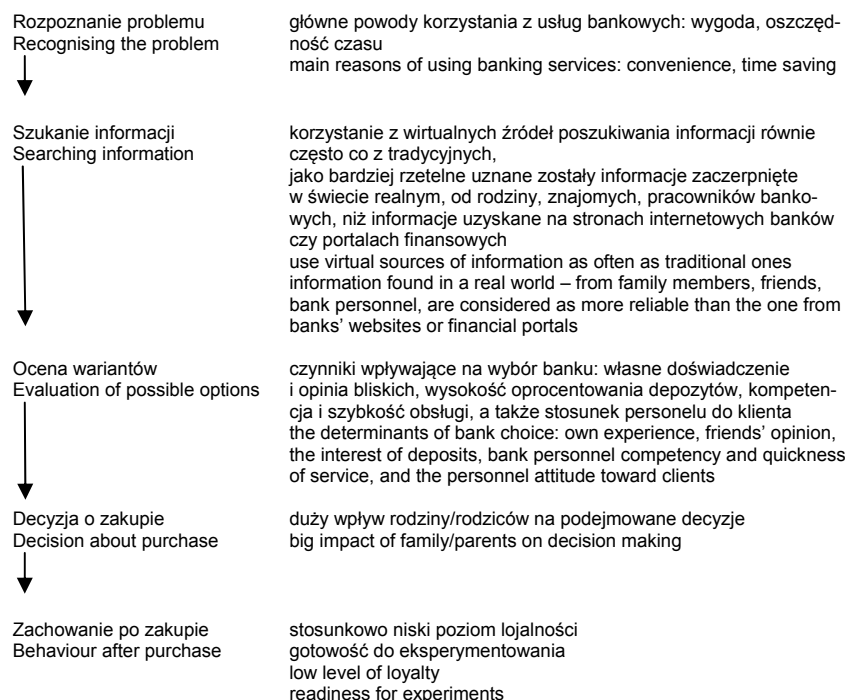 Rozpoznanie problemu
Recognising the problem
główne powody korzystania z usług bankowych: wygoda, oszczęd-
ność czasu
main reasons of using banking services: convenience, time saving
Szukanie informacji
Searching information
korzystanie z wirtualnych źródeł poszukiwania informacji równie
często co z tradycyjnych,
jako bardziej rzetelne uznane zostały informacje zaczerpnięte
w świecie realnym, od rodziny, znajomych, pracowników banko-
wych, niż informacje uzyskane na stronach internetowych banków
czy portalach finansowych
use virtual sources of information as often as traditional ones
information found in a real world – from family members, friends,
bank personnel, are considered as more reliable than the one from
banks' websites or financial portals
Ocena wariantów
Evaluation of possible options
czynniki wpływające na wybór banku: własne doświadczenie
i opinia bliskich, wysokość oprocentowania depozytów, kompeten-
cja i szybkość obsługi, a także stosunek personelu do klienta
the determinants of bank choice: own experience, friends' opinion,
the interest of deposits, bank personnel competency and quickness
of service, and the personnel attitude toward clients
Decyzja o zakupie
Decision about purchase
duży wpływ rodziny/rodziców na podejmowane decyzje
big impact of family/parents on decision making
Zachowanie po zakupie
Behaviour after purchase
stosunkowo niski poziom lojalności
gotowość do eksperymentowania
low level of loyalty
readiness for experiments